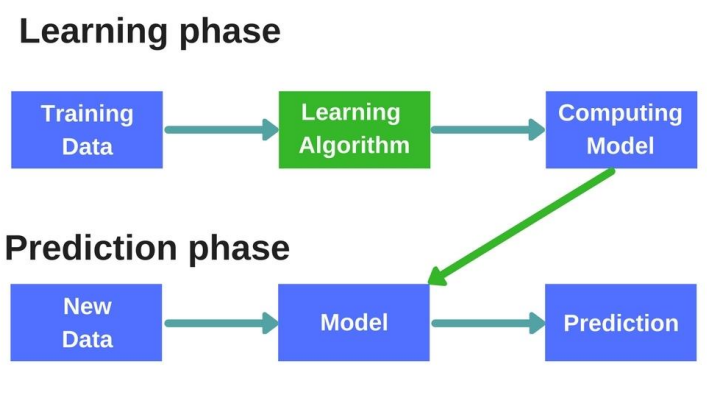 Learning phase
Training
Data
Learning
Algorithm
Computing
Model
Prediction phase
New
Data
Model
Prediction